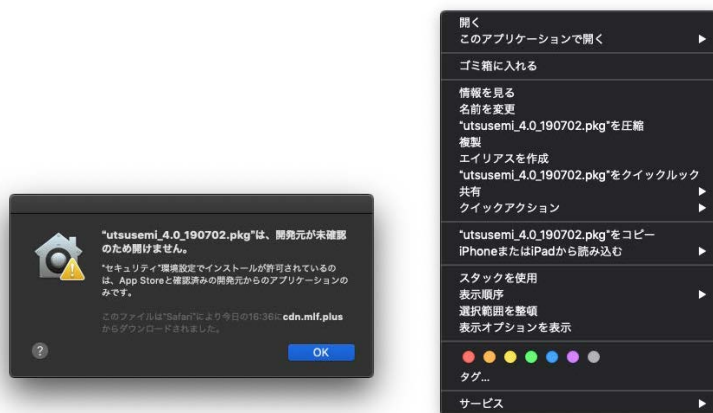 "utsusemi_4.0_190702.pkg"は、開発元が未確認
のため開けません。
"セキュリティ"環境設定でインストールが許可されているの
は、App Storeと確認済みの開発元からのアプリケーションの
みです。
このファイルは"Safari"により今日の16:36にcdn.mlf.plus
からダウンロードされました。
?
OK
開く
このアプリケーションで開く
ゴミ箱に入れる
情報を見る
名前を変更
"utsusemi_4.0_190702.pkg"を圧縮
複製
エイリアスを作成
"utsusemi_4.0_190702.pkg"をクイックルック
共有
クイックアクション
"utsusemi_4.0_190702.pkg"をコピー
iPhoneまたはiPadから読み込む
スタックを使用
表示順序
選択範囲を整頓
表示オプションを表示
タグ...
サービス